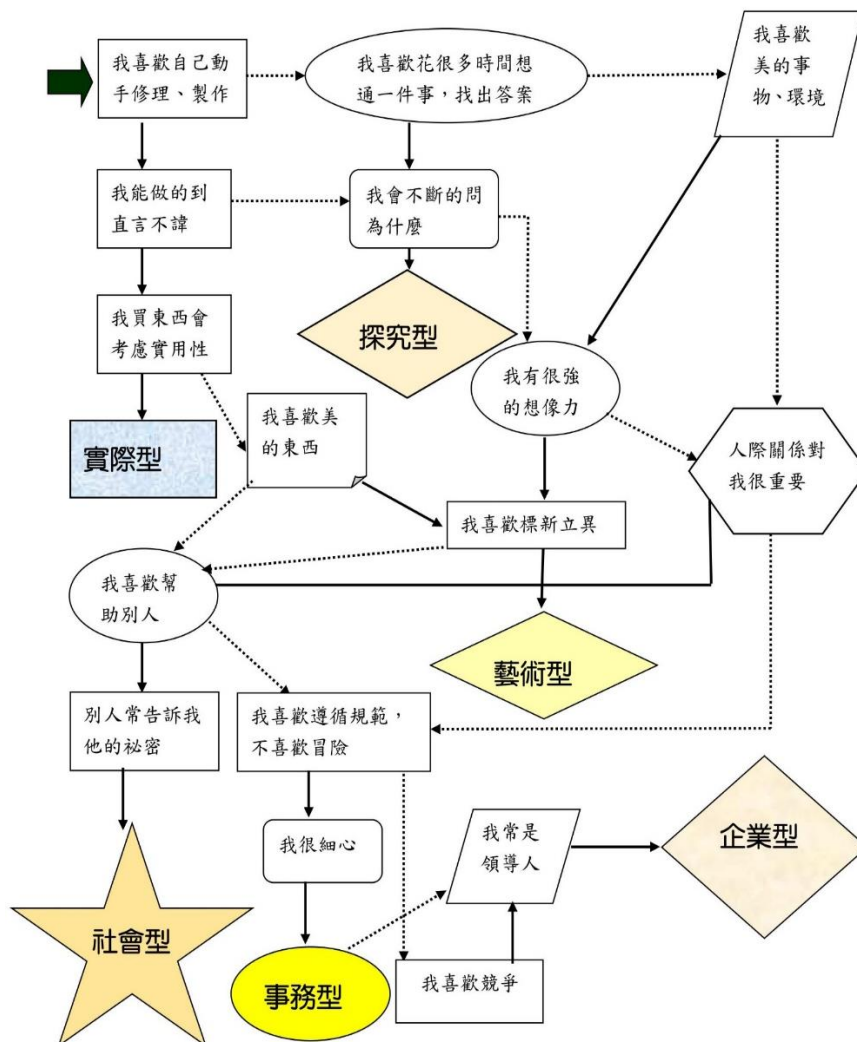 我喜歡自己動
手修理、製作
我喜歡花很多時間想
通一件事，找出答案
我喜歡
美的事
物、環境
我能做的到
直言不諱
我會不斷的問
為什麼
我買東西會
考慮實用性
探究型
我有很強
的想像力
我喜歡美
的東西
實際型
人際關係對
我很重要
我喜歡標新立異
我喜歡幫
助別人
藝術型
別人常告訴我
他的祕密
我喜歡遵循規範，
不喜歡冒險
我很細心
我常是
領導人
企業型
社會型
事務型
我喜歡競爭